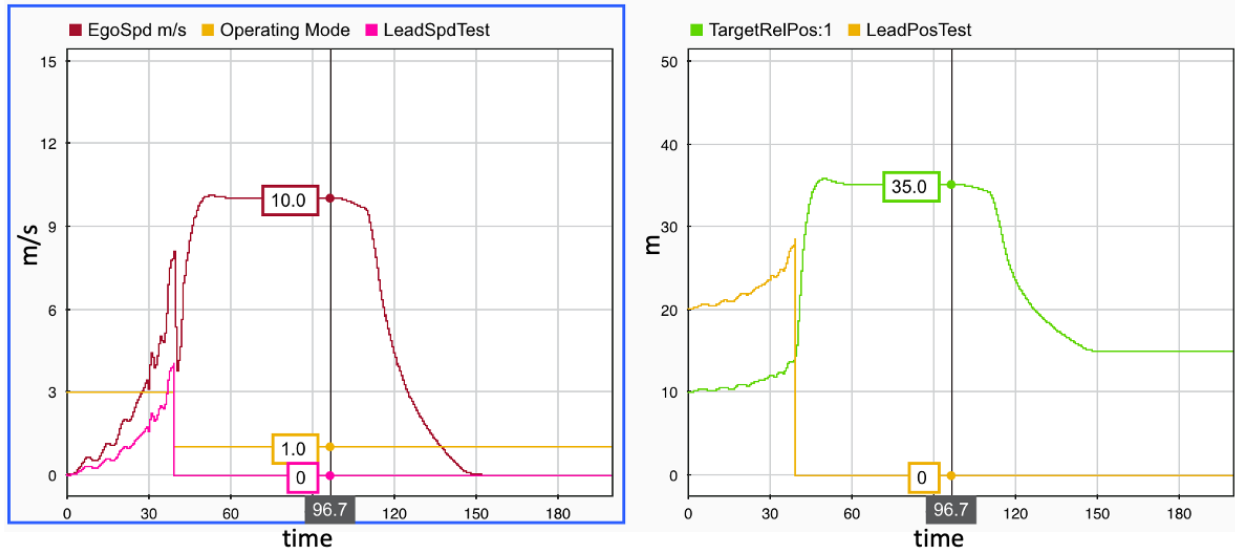 EgoSpd m/s Operating Mode LeadSpdTest
15
12
9
6
3
0
m/s
10.0
1.0
0
96.7
0 30 60 90 120 150 180
time
TargetRelPos:1 LeadPosTest
50
40
30
20
10
0
m
35.0
0
96.7
0 30 60 90 120 150 180
time